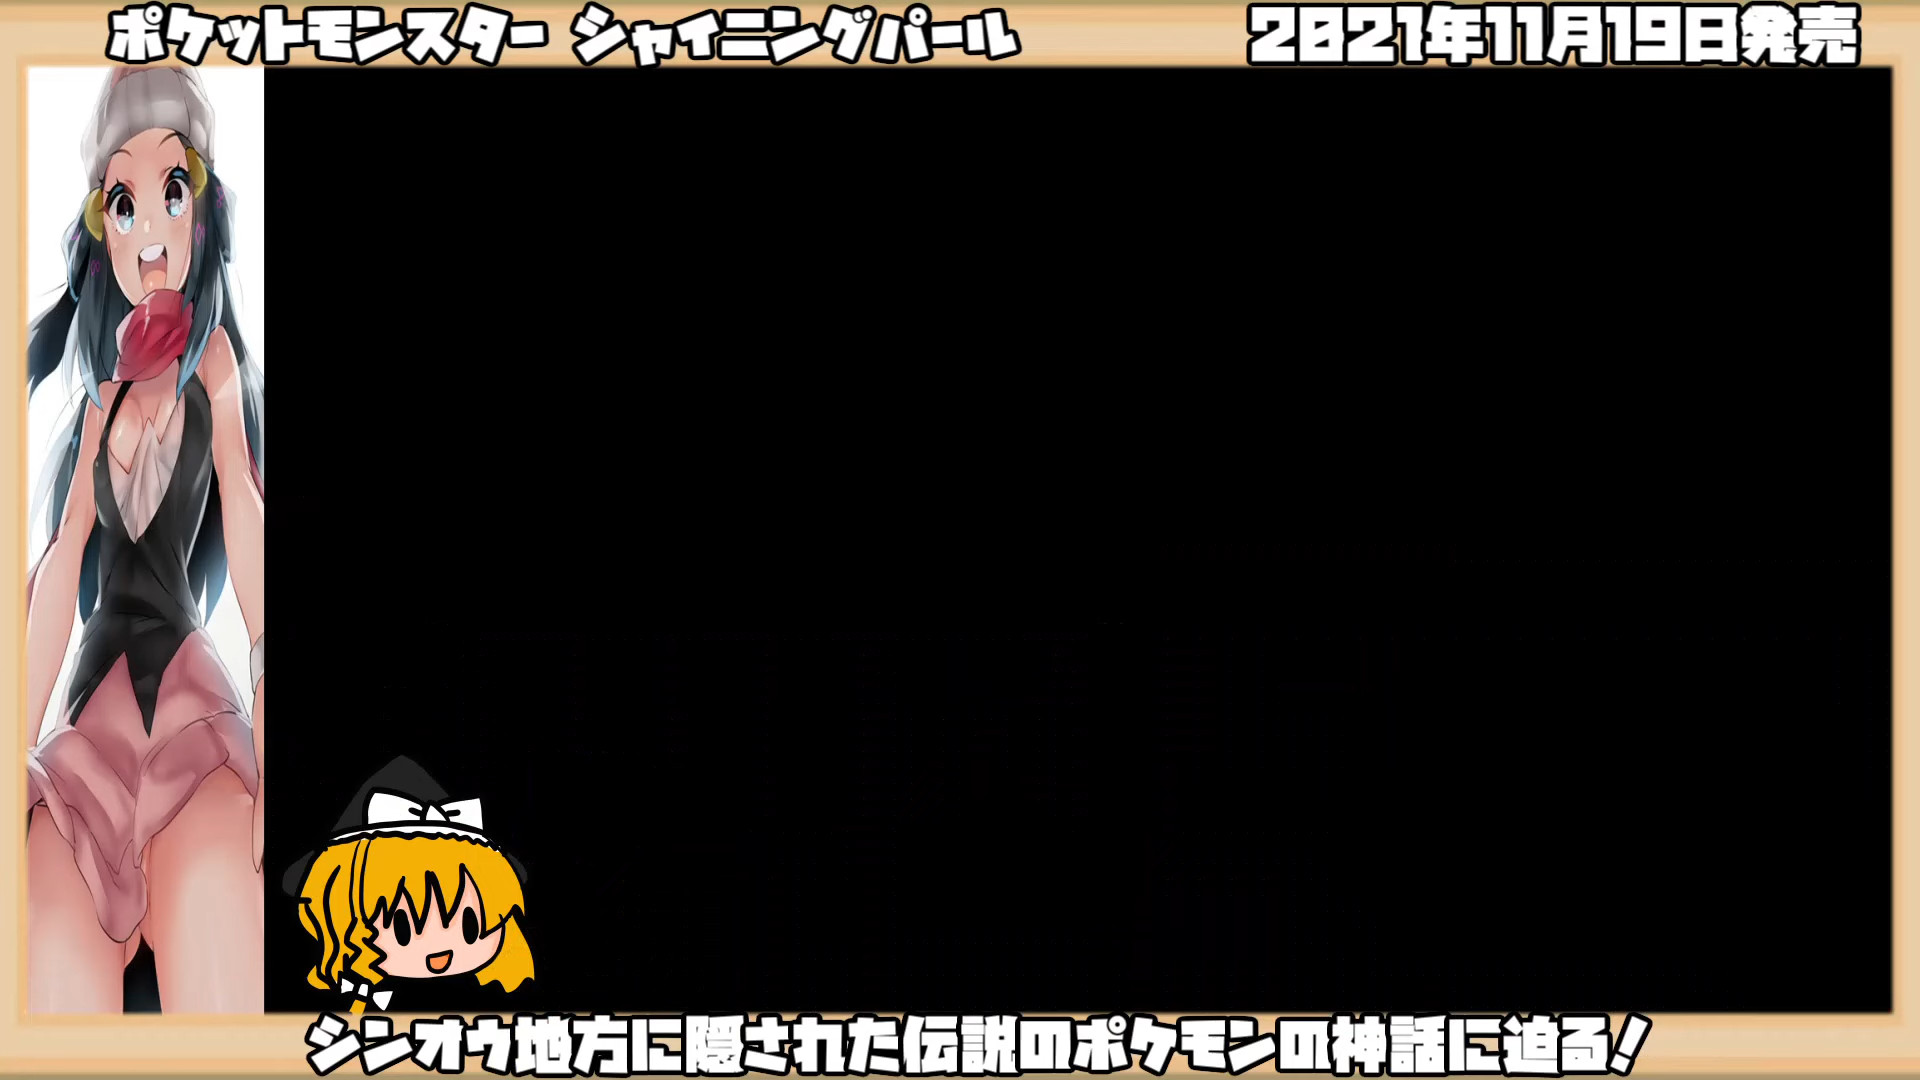 ポケットモンスター シャイニングパール
2021年11月19日発売
シンオウ地方に隠された伝説のポケモンの神話に迫る!